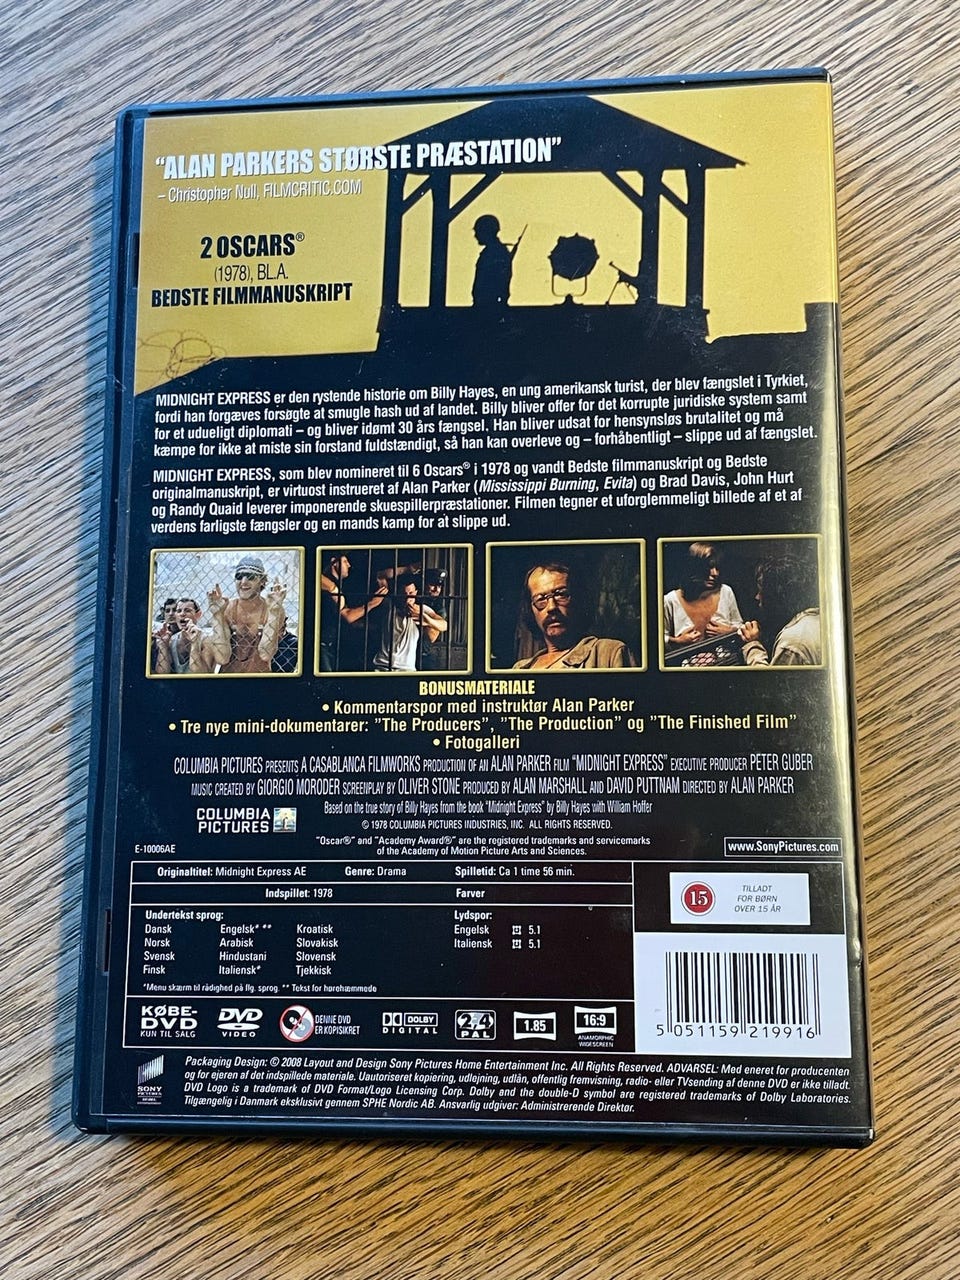 “ALAN PARKERS STØRSTE PRÆSTATION”
– Christopher Null, FILMCRITIC.COM
2 OSCARS®
(1978), BL.A.
BEDSTE FILMMANUSKRIPT
MIDNIGHT EXPRESS er den rystende historie om Billy Hayes, en ung amerikansk turist, der blev fængslet i Tyrkiet,
fordi han forgæves forsøgte at smugle hash ud af landet. Billy bliver offer for det korrupte juridiske system samt
for et udueligt diplomati – og bliver idømt 30 års fængsel. Han bliver udsat for hensynsløs brutalitet og må
kæmpe for ikke at miste sin forstand fuldstændigt, så han kan overleve og – forhåbentligt – slippe ud af fængslet.
MIDNIGHT EXPRESS, som blev nomineret til 6 Oscars® i 1978 og vandt Bedste filmmanuskript og Bedste
originalmanuskript, er virtuost instrueret af Alan Parker (Mississippi Burning, Evita) og Brad Davis, John Hurt
og Randy Quaid leverer imponerende skuespillerpræstationer. Filmen tegner et uforglemmeligt billede af et af
verdens farligste fængsler og en mands kamp for at slippe ud.
BONUSMATERIALE
• Kommentarspor med instruktør Alan Parker
• Tre nye mini-dokumentarer: ”The Producers”, ”The Production” og ”The Finished Film”
• Fotogalleri
COLUMBIA PICTURES PRESENTS A CASABLANCA FILMWORKS PRODUCTION OF AN ALAN PARKER FILM “MIDNIGHT EXPRESS” EXECUTIVE PRODUCER PETER GUBER
MUSIC CREATED BY GIORGIO MORODER SCREENPLAY BY OLIVER STONE PRODUCED BY ALAN MARSHALL AND DAVID PUTTNAM DIRECTED BY ALAN PARKER
Based on the true story of Billy Hayes from the book “Midnight Express” by Billy Hayes with William Hoffer
COLUMBIA
PICTURES
© 1978 COLUMBIA PICTURES INDUSTRIES, INC. ALL RIGHTS RESERVED.
"Oscar®" and "Academy Award®" are the registered trademarks and servicemarks
of the Academy of Motion Picture Arts and Sciences.
E-10006AE
www.SonyPictures.com
Originaltitel: Midnight Express AE Genre: Drama Spilletid: Ca 1 time 56 min.
Indspillet: 1978 Farver
Undertekst sprog:
Dansk Engelsk* ** Kroatisk
Norsk Arabisk Slovakisk
Svensk Hindustani Slovensk
Finsk Italiensk* Tjekkisk
*Menu skærm til rådighed på flg. sprog. ** Tekst for hørehæmmede
Lydspor:
Engelsk 5.1
Italiensk 5.1
15
TILLADT
FOR BØRN
OVER 15 ÅR
5 051159 219916
KØBE-
DVD
KUN TIL SALG
DVD
VIDEO
DENNE DVD
ER KOPISIKRET
DOLBY
DIGITAL
2 4
PAL
1.85
16:9
ANAMORPHIC
WIDESCREEN
SONY
PICTURES
Packaging Design: © 2008 Layout and Design Sony Pictures Home Entertainment Inc. All Rights Reserved. ADVARSEL: Med eneret for producenten
og for ejeren af det indspillede materiale. Uautoriseret kopiering, udlejning, udlån, offentlig fremvisning, radio- eller TVsending af denne DVD er ikke tilladt.
DVD Logo is a trademark of DVD Format/Logo Licensing Corp. Dolby and the double-D symbol are registered trademarks of Dolby Laboratories.
Tilgængelig i Danmark eksklusivt gennem SPHE Nordic AB. Ansvarlig udgiver: Administrerende Direktør.